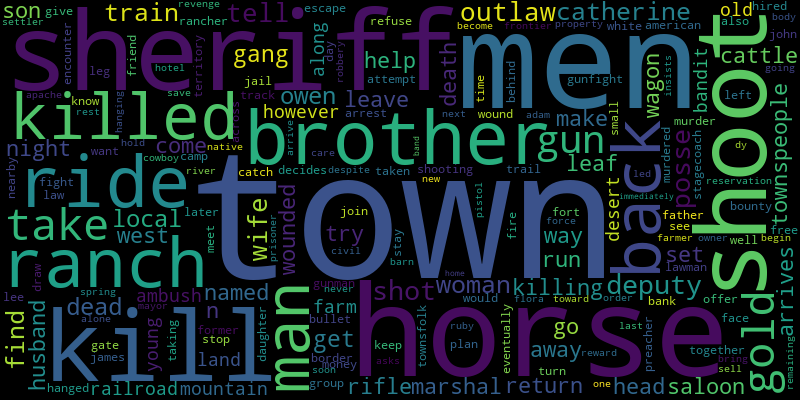 son give train rancher revenge tell outlaw catherine old hired body
settler escape become frontier property white american also john
apache encounter leg friend hotel territory gang jail along refuse day robbery help death time behind gunfight insists cattle going
sheriff men shoot
killed know rest hanging save track across attempt owen leave wagon bandit left
however arrest wound next adam make small murder
brother gun townspeople
night want hold cowboy native arrive care decides despite taken shooting trail leaf murdered led stagecoach dy
nearby come camp river catch band new way desert back posse reservation immediately
ride fight law town
take local later wife wounded join pistol fort force father see bounty free
west meet prisoner try civil stay fire run farmer owner well begin
ranch draw barn home set lawman
lee spring ambush named man shot woman killing deputy gold arrives
find husband dead n farm gunman never would flora toward order bank offer
kill alone mayor former bullet townsfolk ruby eventually go last preacher face
gate young stop daughter get keep plan away reward together
james taking land border asks turn bring
hanged railroad mountain money soon group rifle marshal return one head saloon sell remaining
horse